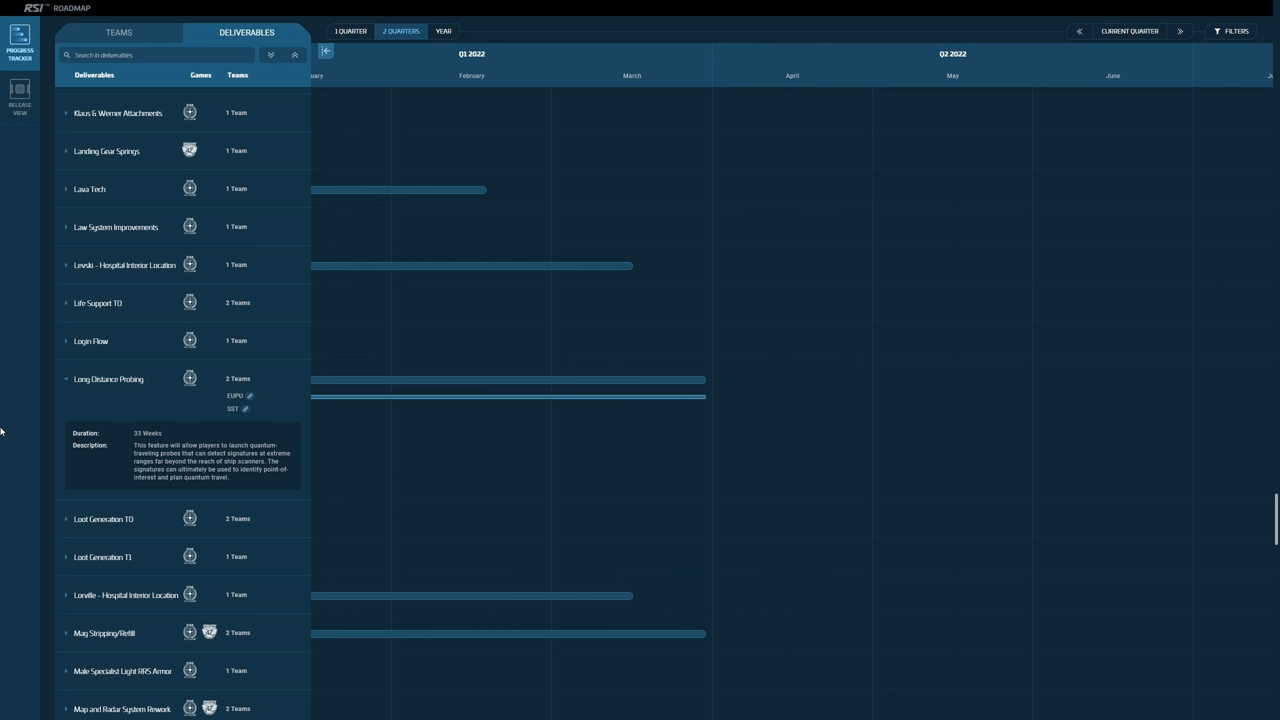 RSI ROADMAP
PROGRESS
TRACKER
RELEASE
VIEW
TEAMS
DELIVERABLES
Search in deliverables
Deliverables Games Teams
1 QUARTER 2 QUARTERS YEAR
CURRENT QUARTER
FILTERS
Q1 2022 Q2 2022
uary February March April May June
Klaus & Werner Attachments 1 Team
Landing Gear Springs 1 Team
Lava Tech 1 Team
Law System Improvements 1 Team
Levski - Hospital Interior Location 1 Team
Life Support T0 2 Teams
Login Flow 1 Team
Long Distance Probing 2 Teams
EUPU
SST
Duration: 33 Weeks
Description: This feature will allow players to launch quantum-
traveling probes that can detect signatures at extreme
ranges far beyond the reach of ship scanners. The
signatures can ultimately be used to identify point-of-
interest and plan quantum travel.
Loot Generation T0 2 Teams
Loot Generation T1 1 Team
Lorville - Hospital Interior Location 1 Team
Mag Stripping/Refill 2 Teams
Male Specialist Light RRS Armor 1 Team
Map and Radar System Rework 2 Teams